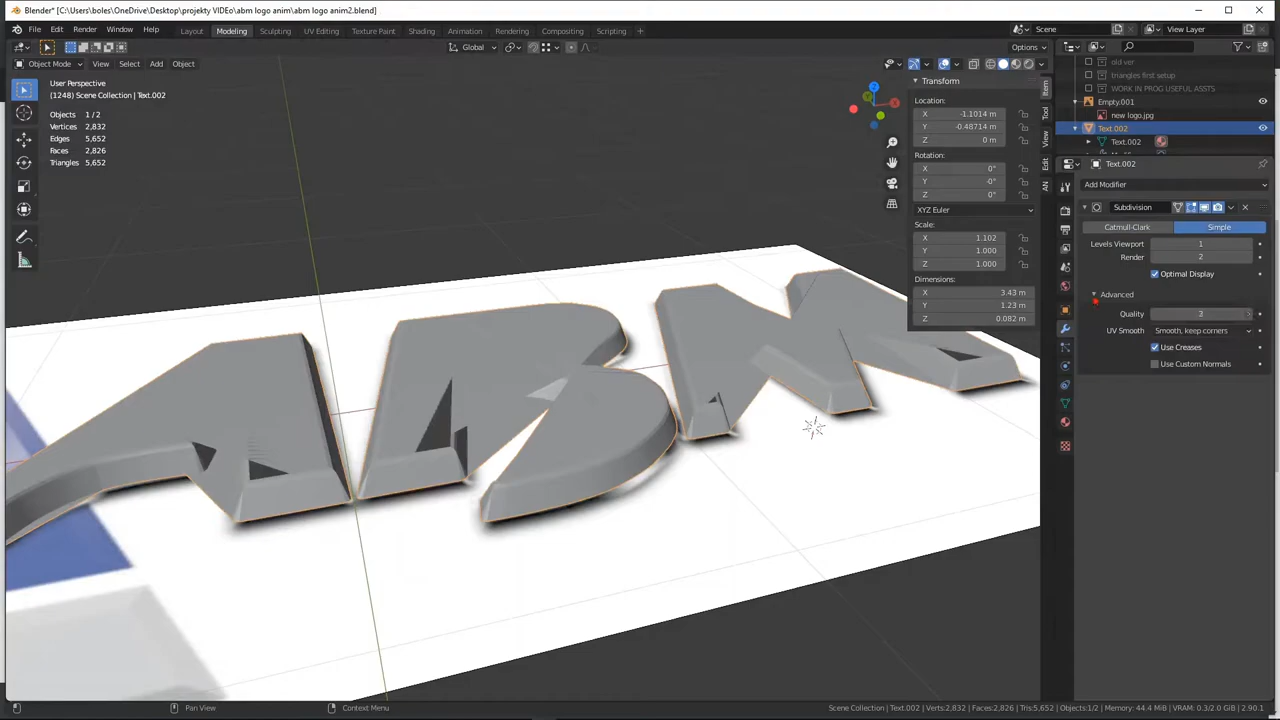 Blender* [C:\Users\boles\OneDrive\Desktop\projekty VIDEo\abm logo anim\abm logo anim2.blend]
File Edit Render Window Help Layout Modeling Sculpting UV Editing Texture Paint Shading Animation Rendering Compositing Scripting + Scene View Layer
Global Options
Object Mode View Select Add Object
User Perspective
(1248) Scene Collection | Text.002
Objects 1 / 2
Vertices 2,832
Edges 5,652
Faces 2,826
Triangles 5,652
ABM
Z
X
Transform
Location:
X -1.1014 m
Y -0.48714 m
Z 0 m
Rotation:
X 0°
Y -0°
Z 0°
XYZ Euler
Scale:
X 1.102
Y 1.000
Z 1.000
Dimensions:
X 3.43 m
Y 1.23 m
Z 0.082 m
Item
Tool
View
Edit
AN
old ver
triangles first setup
WORK IN PROG USEFUL ASSTS
Empty.001
new logo.jpg
Text.002
Text.002
Text.002
Add Modifier
Subdivision
Catmull-Clark Simple
Levels Viewport 1
Render 2
Optimal Display
Advanced
Quality 3
UV Smooth Smooth, keep corners
Use Creases
Use Custom Normals
Pan View Context Menu Scene Collection | Text.002 | Verts:2,832 | Faces:2,826 | Tris:5,652 | Objects:1/2 | Memory: 44.4 MiB | VRAM: 0.3/2.0 GiB | 2.90.1